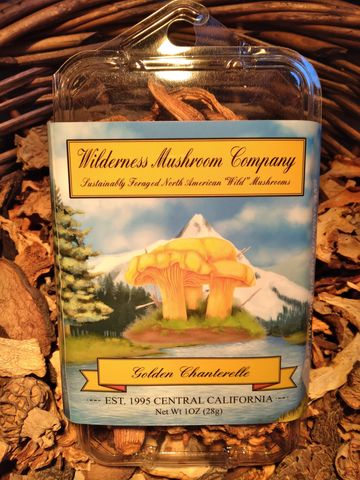 Wilderness Mushroom Company
Sustainably Foraged North American "Wild" Mushrooms
Golden Chanterelle
EST. 1995 CENTRAL CALIFORNIA
Net Wt 1OZ (28g)